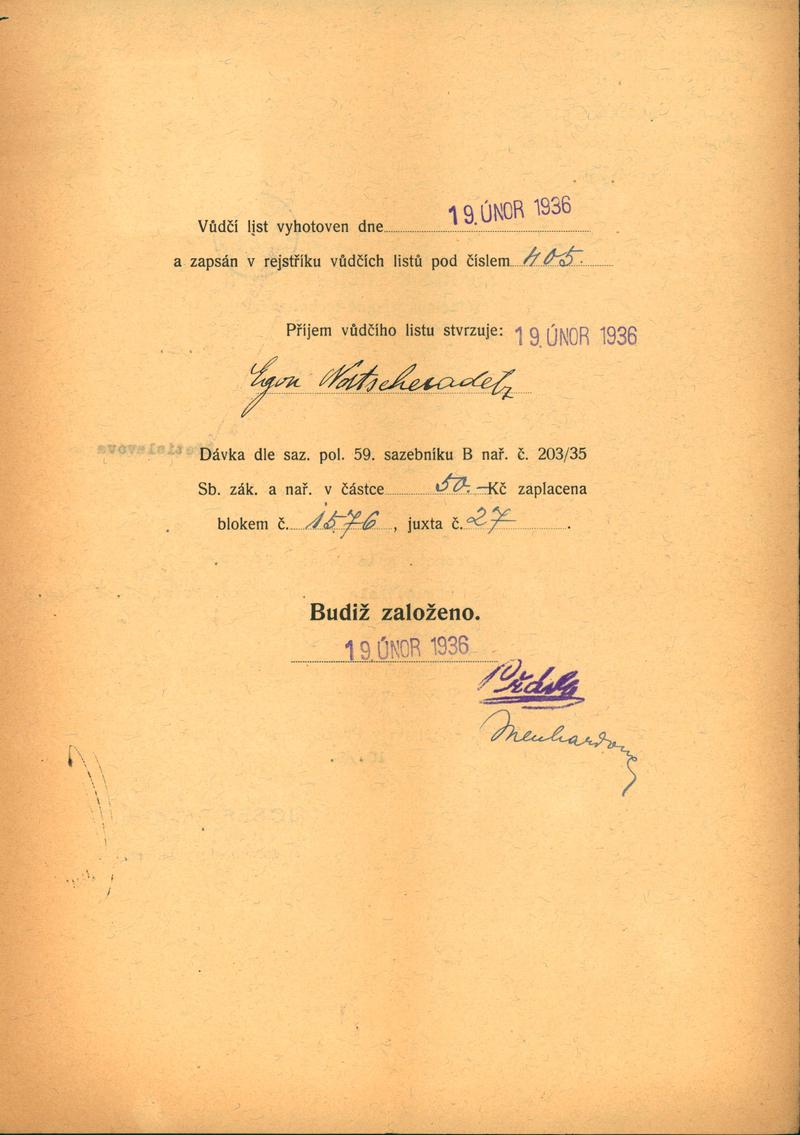 Vůdčí list vyhotoven dne 19. ÚNOR 1936
a zapsán v rejstříku vůdčích listů pod číslem 405.
Příjem vůdčího listu stvrzuje: 19. ÚNOR 1936
Egon
Dávka dle saz. pol. 59. sazebníku B nař. č. 203/35
Sb. zák. a nař. v částce 50.— Kč zaplacena
blokem č. 1576, juxta č. 27.
Budiž založeno.
19. ÚNOR 1936